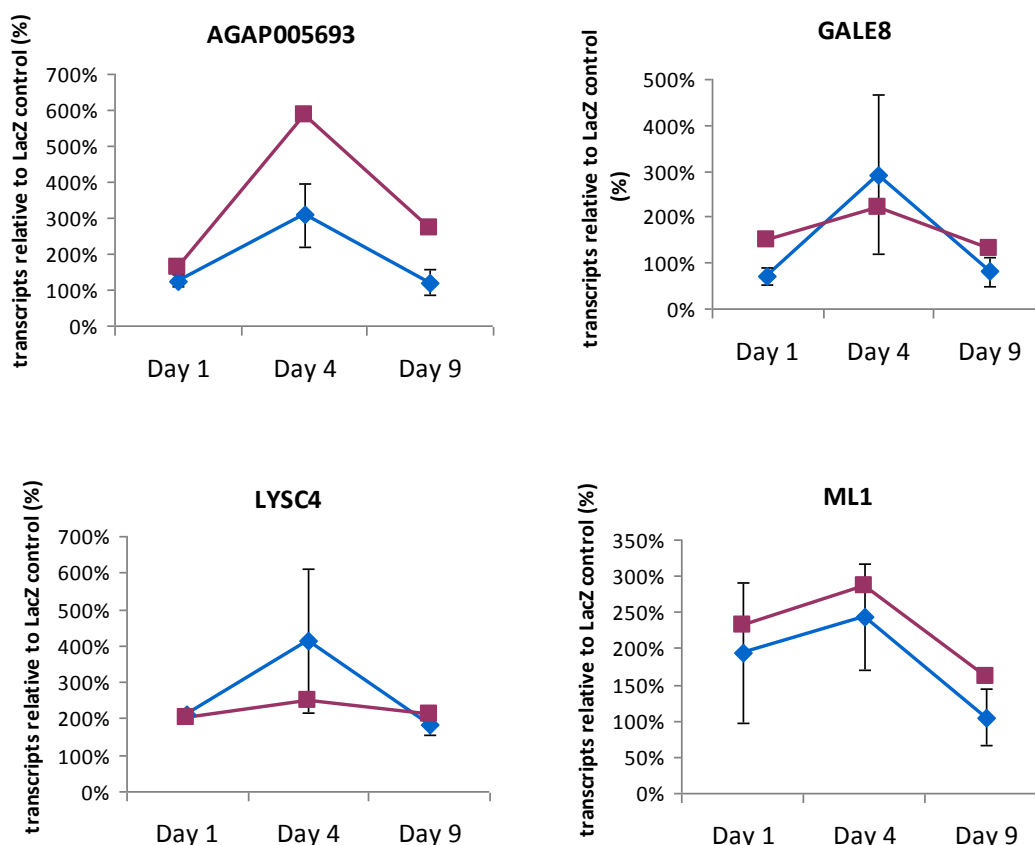 AGAP005693
transcripts relative to LacZ control (%)
700%
600%
500%
400%
300%
200%
100%
0%
Day 1 Day 4 Day 9
GALE8
transcripts relative to LacZ control
(%)
500%
400%
300%
200%
100%
0%
Day 1 Day 4 Day 9
LYSC4
transcripts relative to LacZ control (%)
700%
600%
500%
400%
300%
200%
100%
0%
Day 1 Day 4 Day 9
ML1
transcripts relative to LacZ control (%)
350%
300%
250%
200%
150%
100%
50%
0%
Day 1 Day 4 Day 9